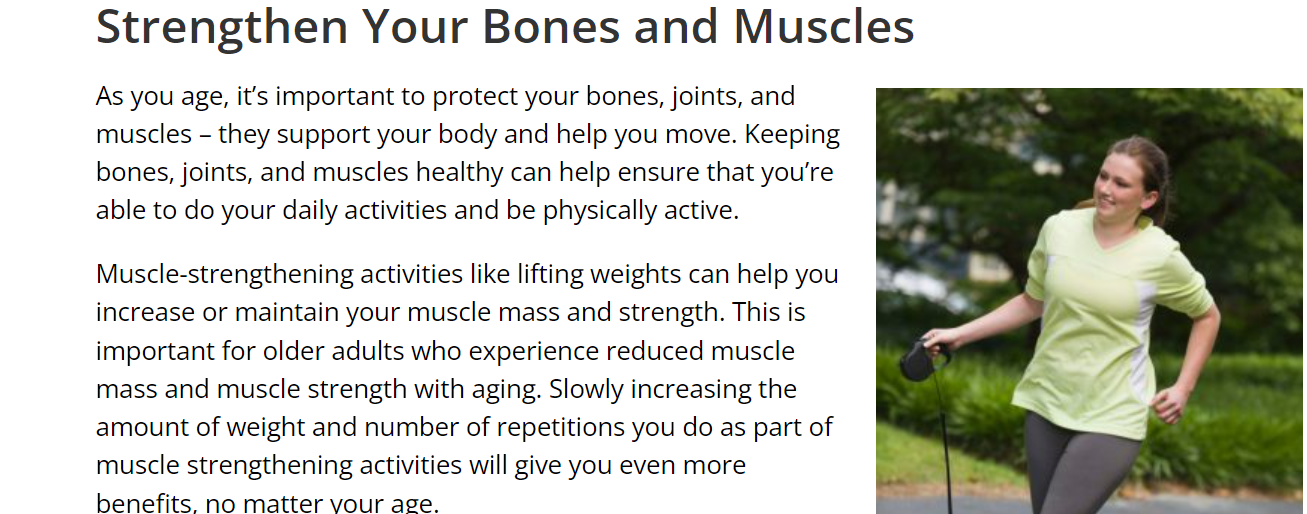 Strengthen Your Bones and Muscles
As you age, it’s important to protect your bones, joints, and
muscles – they support your body and help you move. Keeping
bones, joints, and muscles healthy can help ensure that you’re
able to do your daily activities and be physically active.
Muscle-strengthening activities like lifting weights can help you
increase or maintain your muscle mass and strength. This is
important for older adults who experience reduced muscle
mass and muscle strength with aging. Slowly increasing the
amount of weight and number of repetitions you do as part of
muscle strengthening activities will give you even more
benefits, no matter your age.